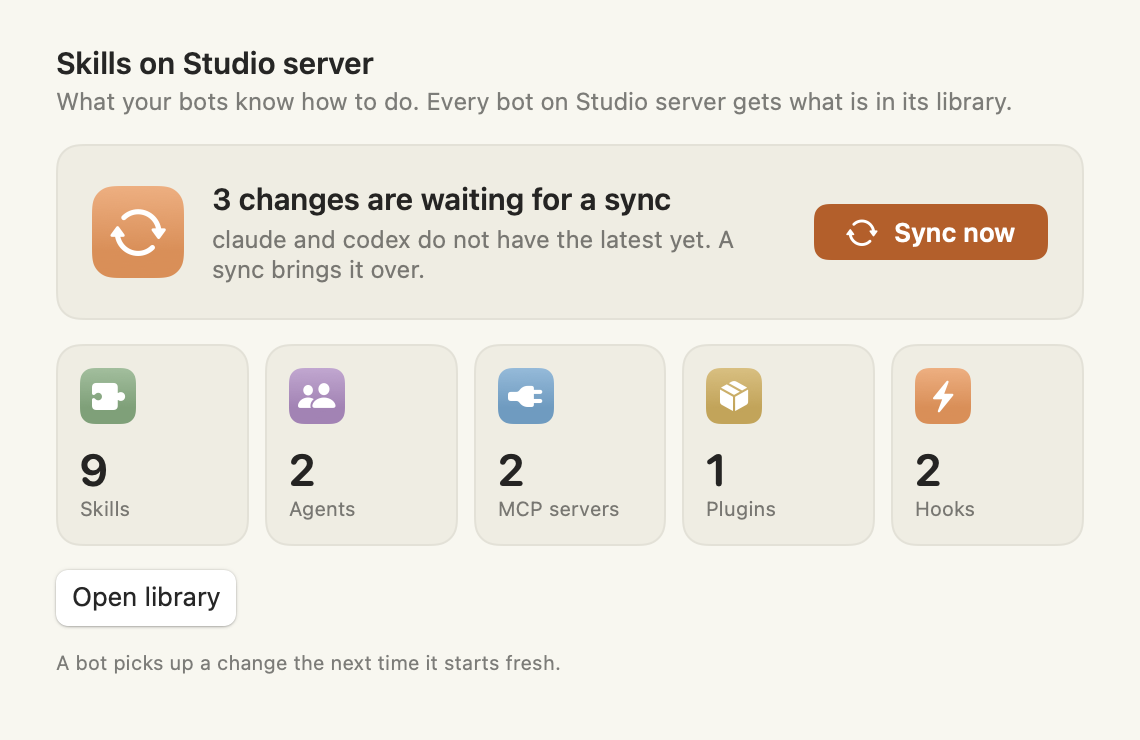 Skills on Studio server
What your bots know how to do. Every bot on Studio server gets what is in its library.
3 changes are waiting for a sync
claude and codex do not have the latest yet. A
sync brings it over.
Sync now
9
Skills
2
Agents
2
MCP servers
1
Plugins
2
Hooks
Open library
A bot picks up a change the next time it starts fresh.